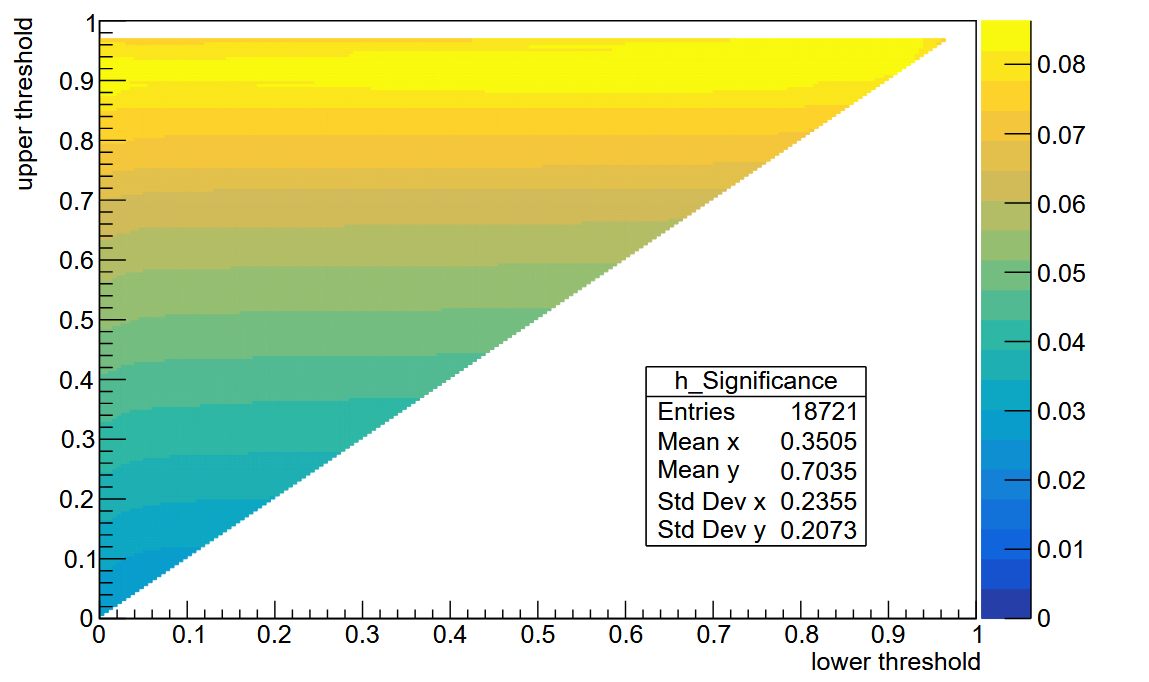 upper threshold
1
0.9
0.8
0.7
0.6
0.5
0.4
0.3
0.2
0.1
0
0 0.1 0.2 0.3 0.4 0.5 0.6 0.7 0.8 0.9 1
lower threshold
h_Significance
Entries 18721
Mean x 0.3505
Mean y 0.7035
Std Dev x 0.2355
Std Dev y 0.2073
0.08
0.07
0.06
0.05
0.04
0.03
0.02
0.01
0